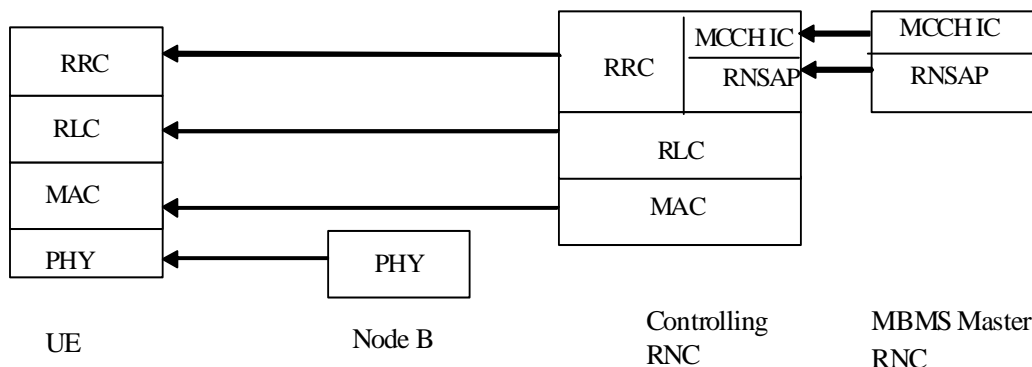 RRC
RLC
MAC
PHY
UE
PHY
Node B
RRC
MCCH IC
RNSAP
RLC
MAC
Controlling
RNC
MCCH IC
RNSAP
MBMS Master
RNC